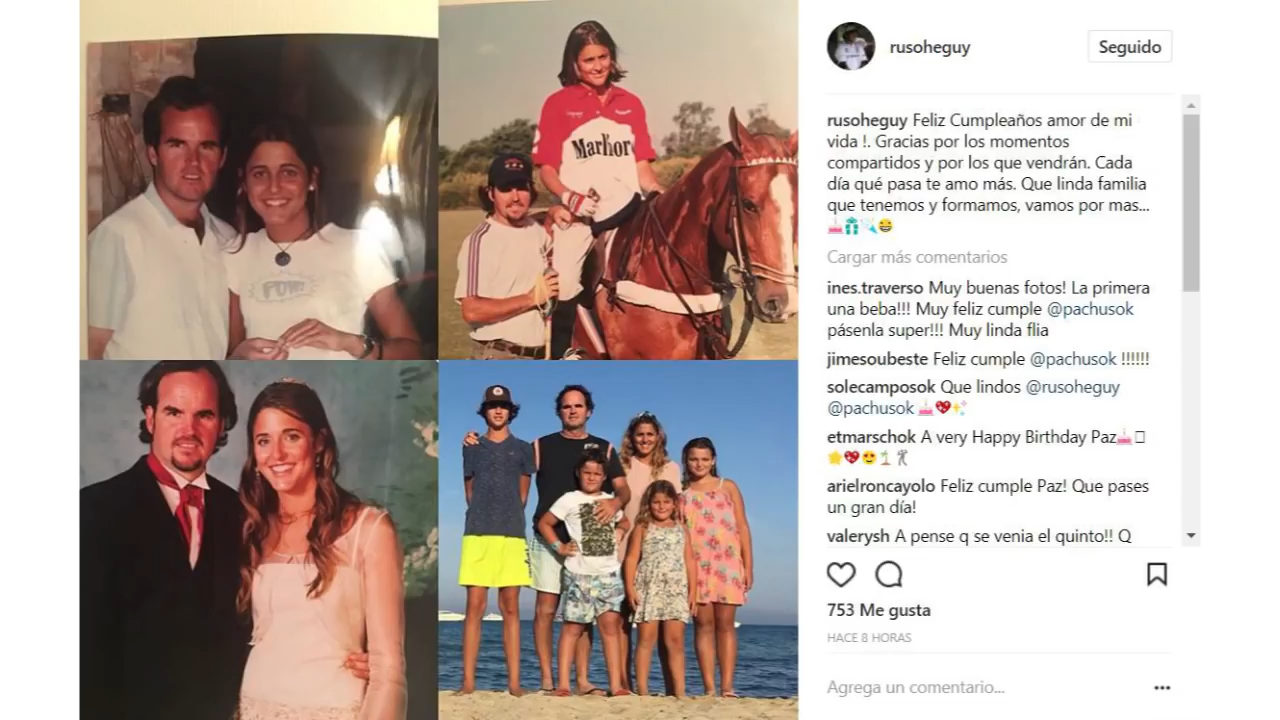 POW!
Marlbor
rusoheguy
Seguido
rusoheguy Feliz Cumpleaños amor de mi
vida !. Gracias por los momentos
compartidos y por los que vendrán. Cada
día qué pasa te amo más. Que linda familia
que tenemos y formamos, vamos por mas...
🎂🎁🍾😄
Cargar más comentarios
ines.traverso Muy buenas fotos! La primera
una beba!!! Muy feliz cumple @pachusok
pásenla super!!! Muy linda flia
jimesoubeste Feliz cumple @pachusok !!!!!!
solecamposok Que lindos @rusoheguy
@pachusok 🎂💖✨
etmarschok A very Happy Birthday Paz🎂
🌟💖😍🏝️🏌
arielroncayolo Feliz cumple Paz! Que pases
un gran día!
valerysh A pense q se venia el quinto!! Q
753 Me gusta
HACE 8 HORAS
Agrega un comentario...